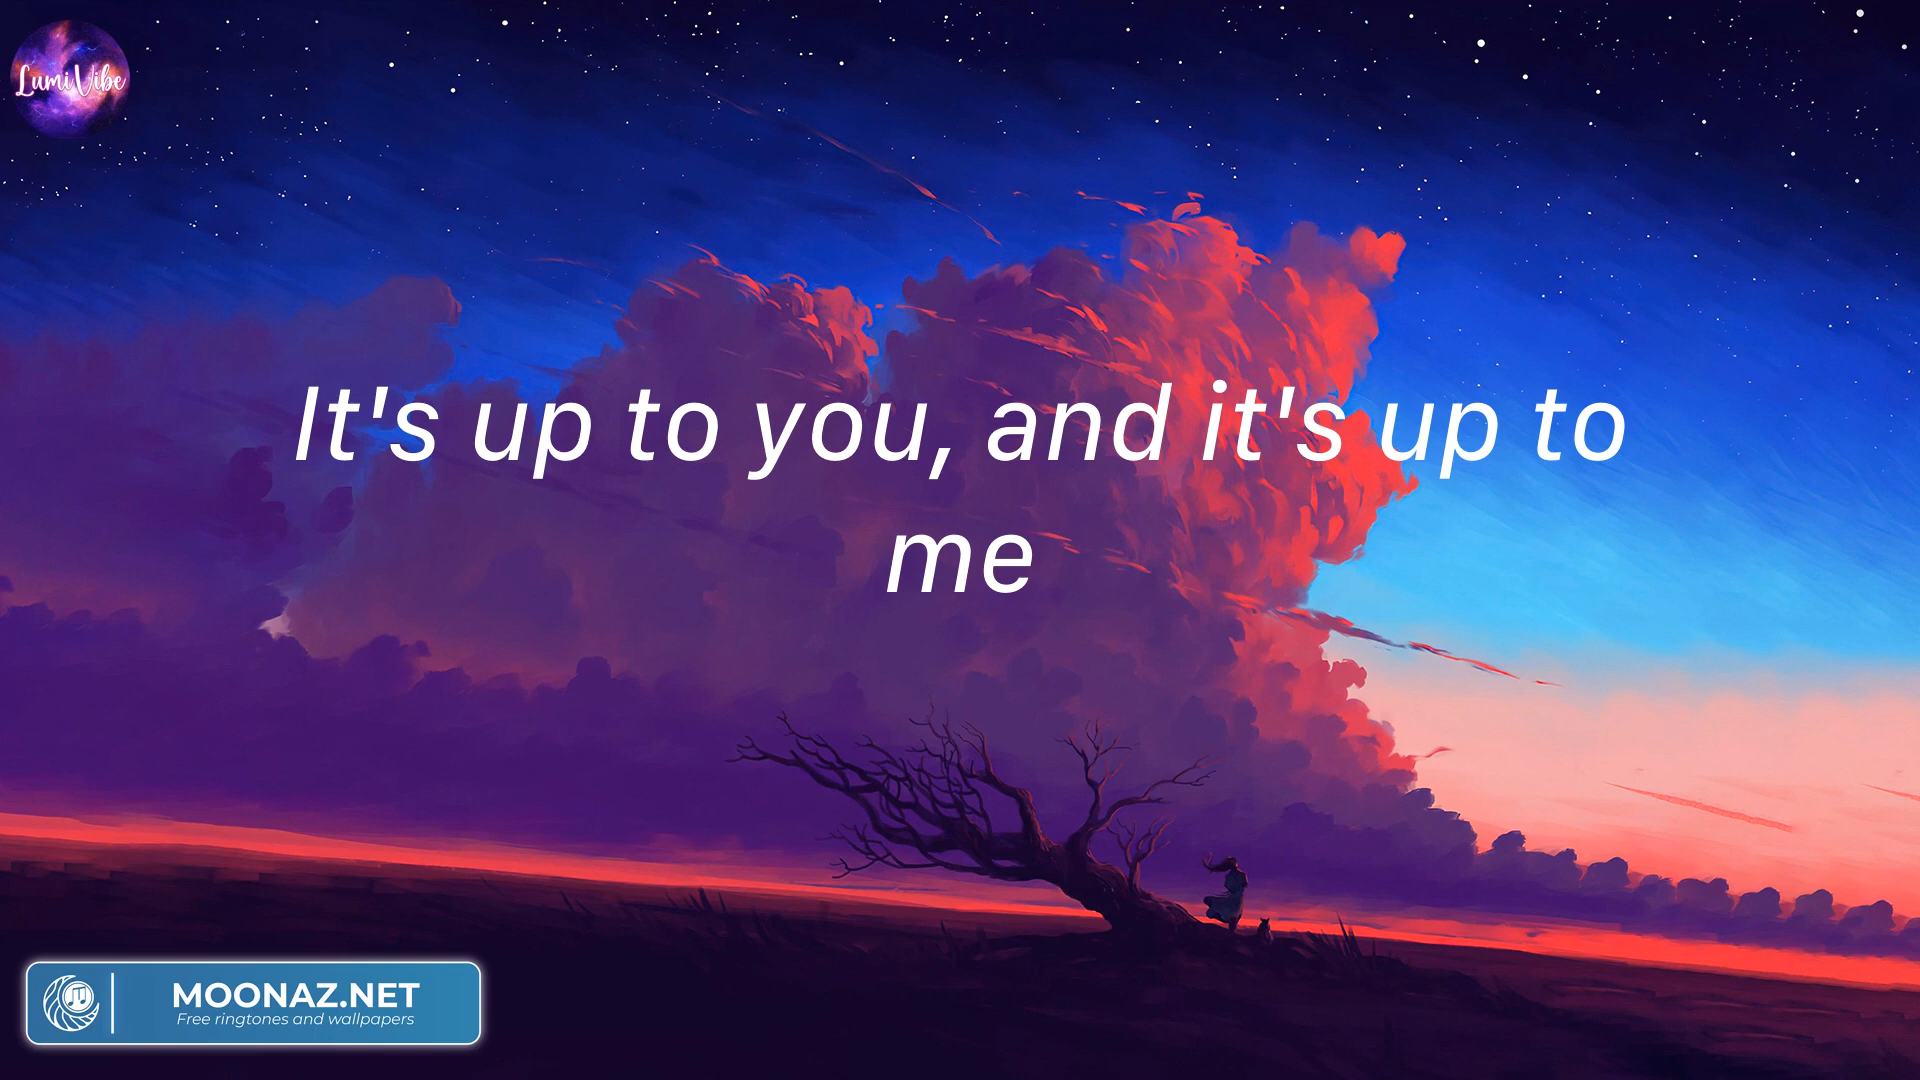 LumiVibe
It's up to you, and it's up to
me
MOONAZ.NET
Free ringtones and wallpapers